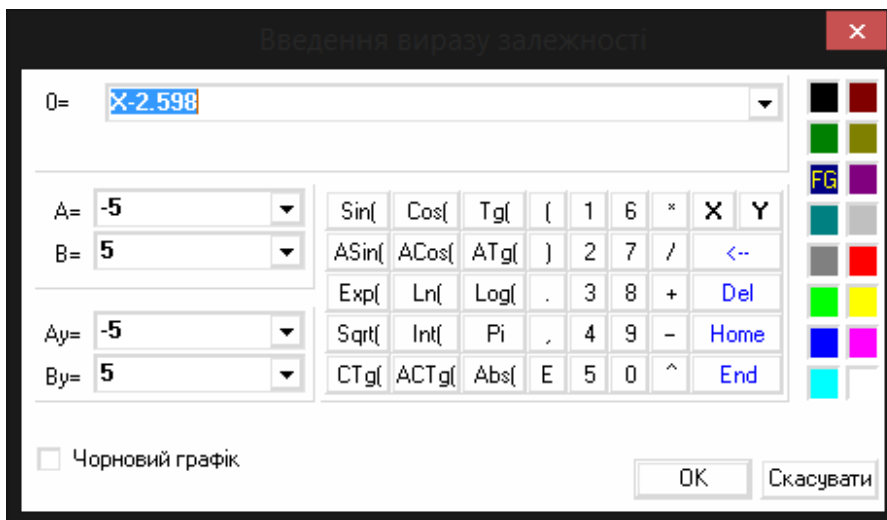 Введення виразу залежності
0= X-2.598
FG
A= -5
B= 5
Ay= -5
By= 5
Sin( Cos( Tg( ( 1 6 * X Y
ASin( ACos( ATg( ) 2 7 / <--
Exp( Ln( Log( . 3 8 + Del
Sqrt( Int( Pi , 4 9 - Home
CTg( ACTg( Abs( E 5 0 ^ End
Чорновий графік
OK Скасувати